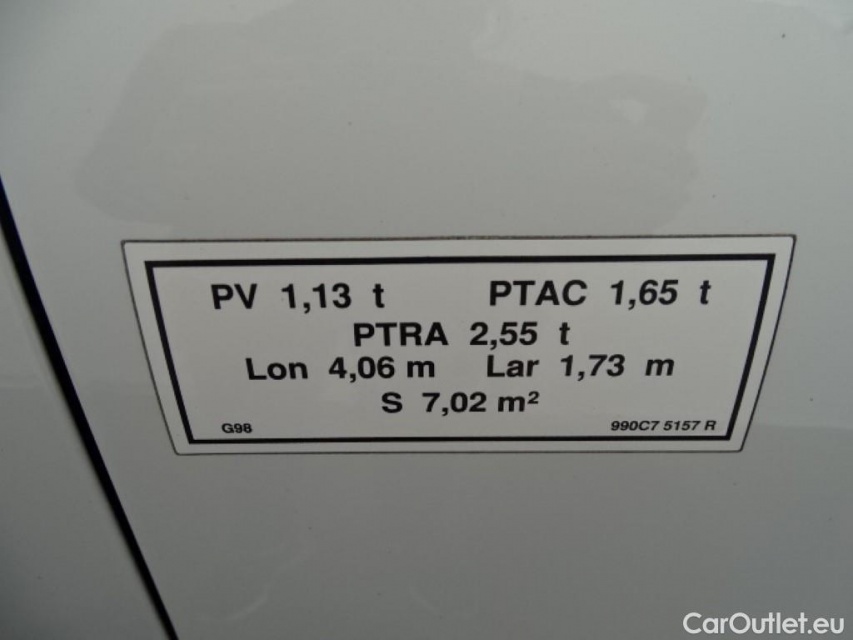 PV 1,13 t PTAC 1,65 t
PTRA 2,55 t
Lon 4,06 m Lar 1,73 m
S 7,02 m²
G98 990C7 5157 R
CarOutlet.eu